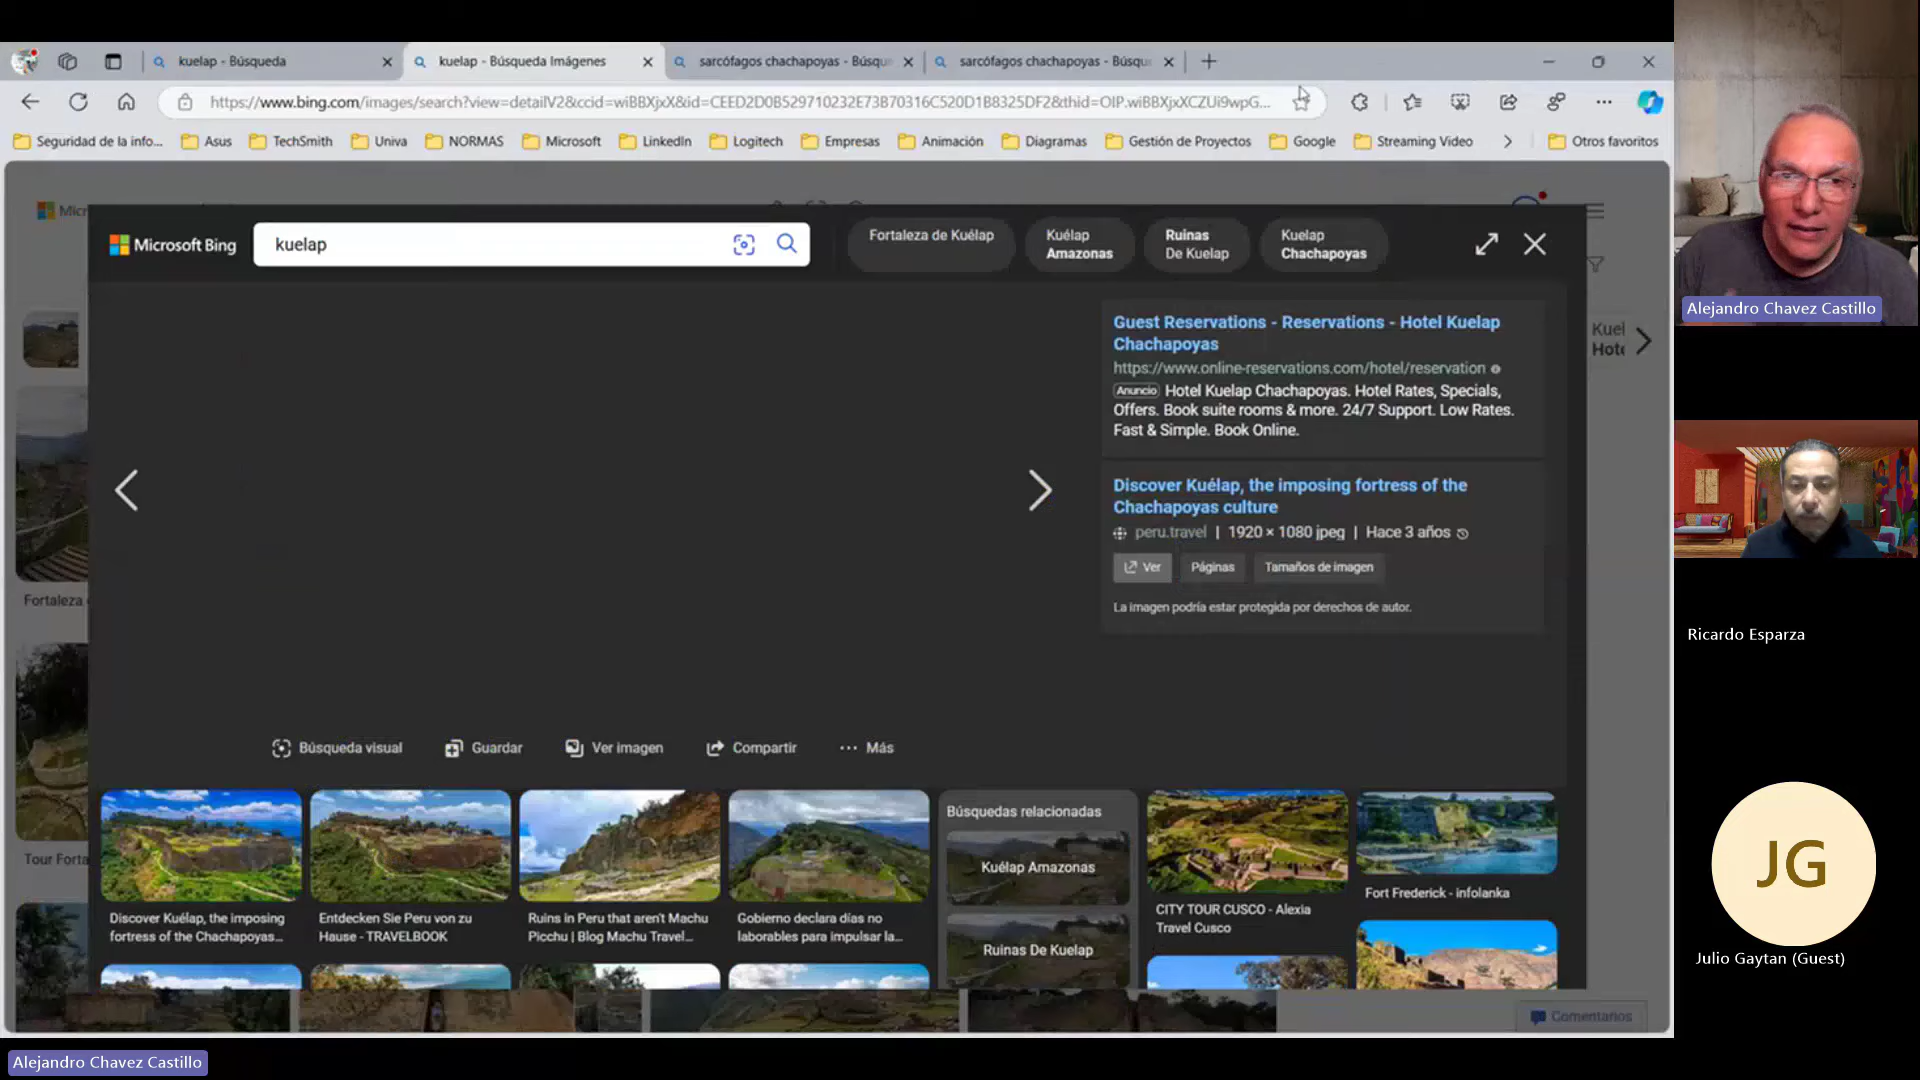 kuelap - Búsqueda
kuelap - Búsqueda Imágenes
sarcófagos chachapoyas - Búsqu
sarcófagos chachapoyas - Búsqu
https://www.bing.com/images/search?view=detailV2&ccid=wiBBXjxX&id=CEED2D0B529710232E73B70316C520D1B8325DF2&thid=OIP.wiBBXjxXCZUi9wpG...
Seguridad de la info...
Asus
TechSmith
Univa
NORMAS
Microsoft
LinkedIn
Logitech
Empresas
Animación
Diagramas
Gestión de Proyectos
Google
Streaming Video
Otros favoritos
Micr
Microsoft Bing
kuelap
Fortaleza de Kuélap
Kuélap
Amazonas
Ruinas
De Kuelap
Kuelap
Chachapoyas
Kuel
Hote
Guest Reservations - Reservations - Hotel Kuelap
Chachapoyas
https://www.online-reservations.com/hotel/reservation
Anuncio Hotel Kuelap Chachapoyas. Hotel Rates, Specials,
Offers. Book suite rooms & more. 24/7 Support. Low Rates.
Fast & Simple. Book Online.
Discover Kuélap, the imposing fortress of the
Chachapoyas culture
peru.travel | 1920 × 1080 jpeg | Hace 3 años
Ver
Páginas
Tamaños de imagen
La imagen podría estar protegida por derechos de autor.
Fortaleza
Búsqueda visual
Guardar
Ver imagen
Compartir
Más
Tour Forta
Discover Kuélap, the imposing
fortress of the Chachapoyas...
Entdecken Sie Peru von zu
Hause - TRAVELBOOK
Ruins in Peru that aren't Machu
Picchu | Blog Machu Travel...
Gobierno declara días no
laborables para impulsar la...
Búsquedas relacionadas
Kuélap Amazonas
Ruinas De Kuelap
CITY TOUR CUSCO - Alexia
Travel Cusco
Fort Frederick - infolanka
Comentarios
Alejandro Chavez Castillo
Ricardo Esparza
JG
Julio Gaytan (Guest)
Alejandro Chavez Castillo